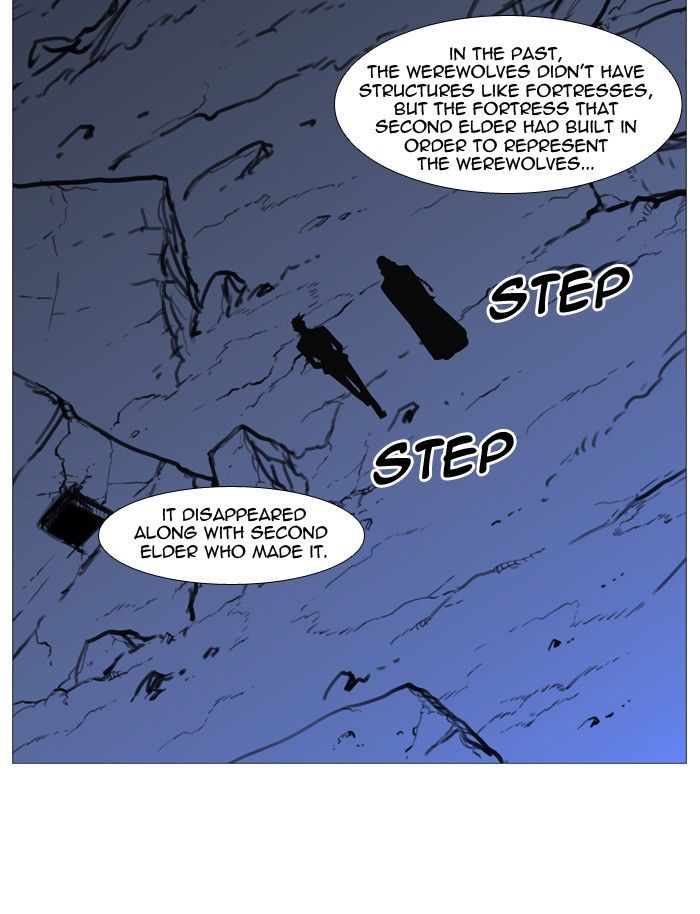 IN THE PAST,
THE WEREWOLVES DIDN'T HAVE
STRUCTURES LIKE FORTRESSES,
BUT THE FORTRESS THAT
SECOND ELDER HAD BUILT IN
ORDER TO REPRESENT
THE WEREWOLVES...
STEP
STEP
IT DISAPPEARED
ALONG WITH SECOND
ELDER WHO MADE IT.